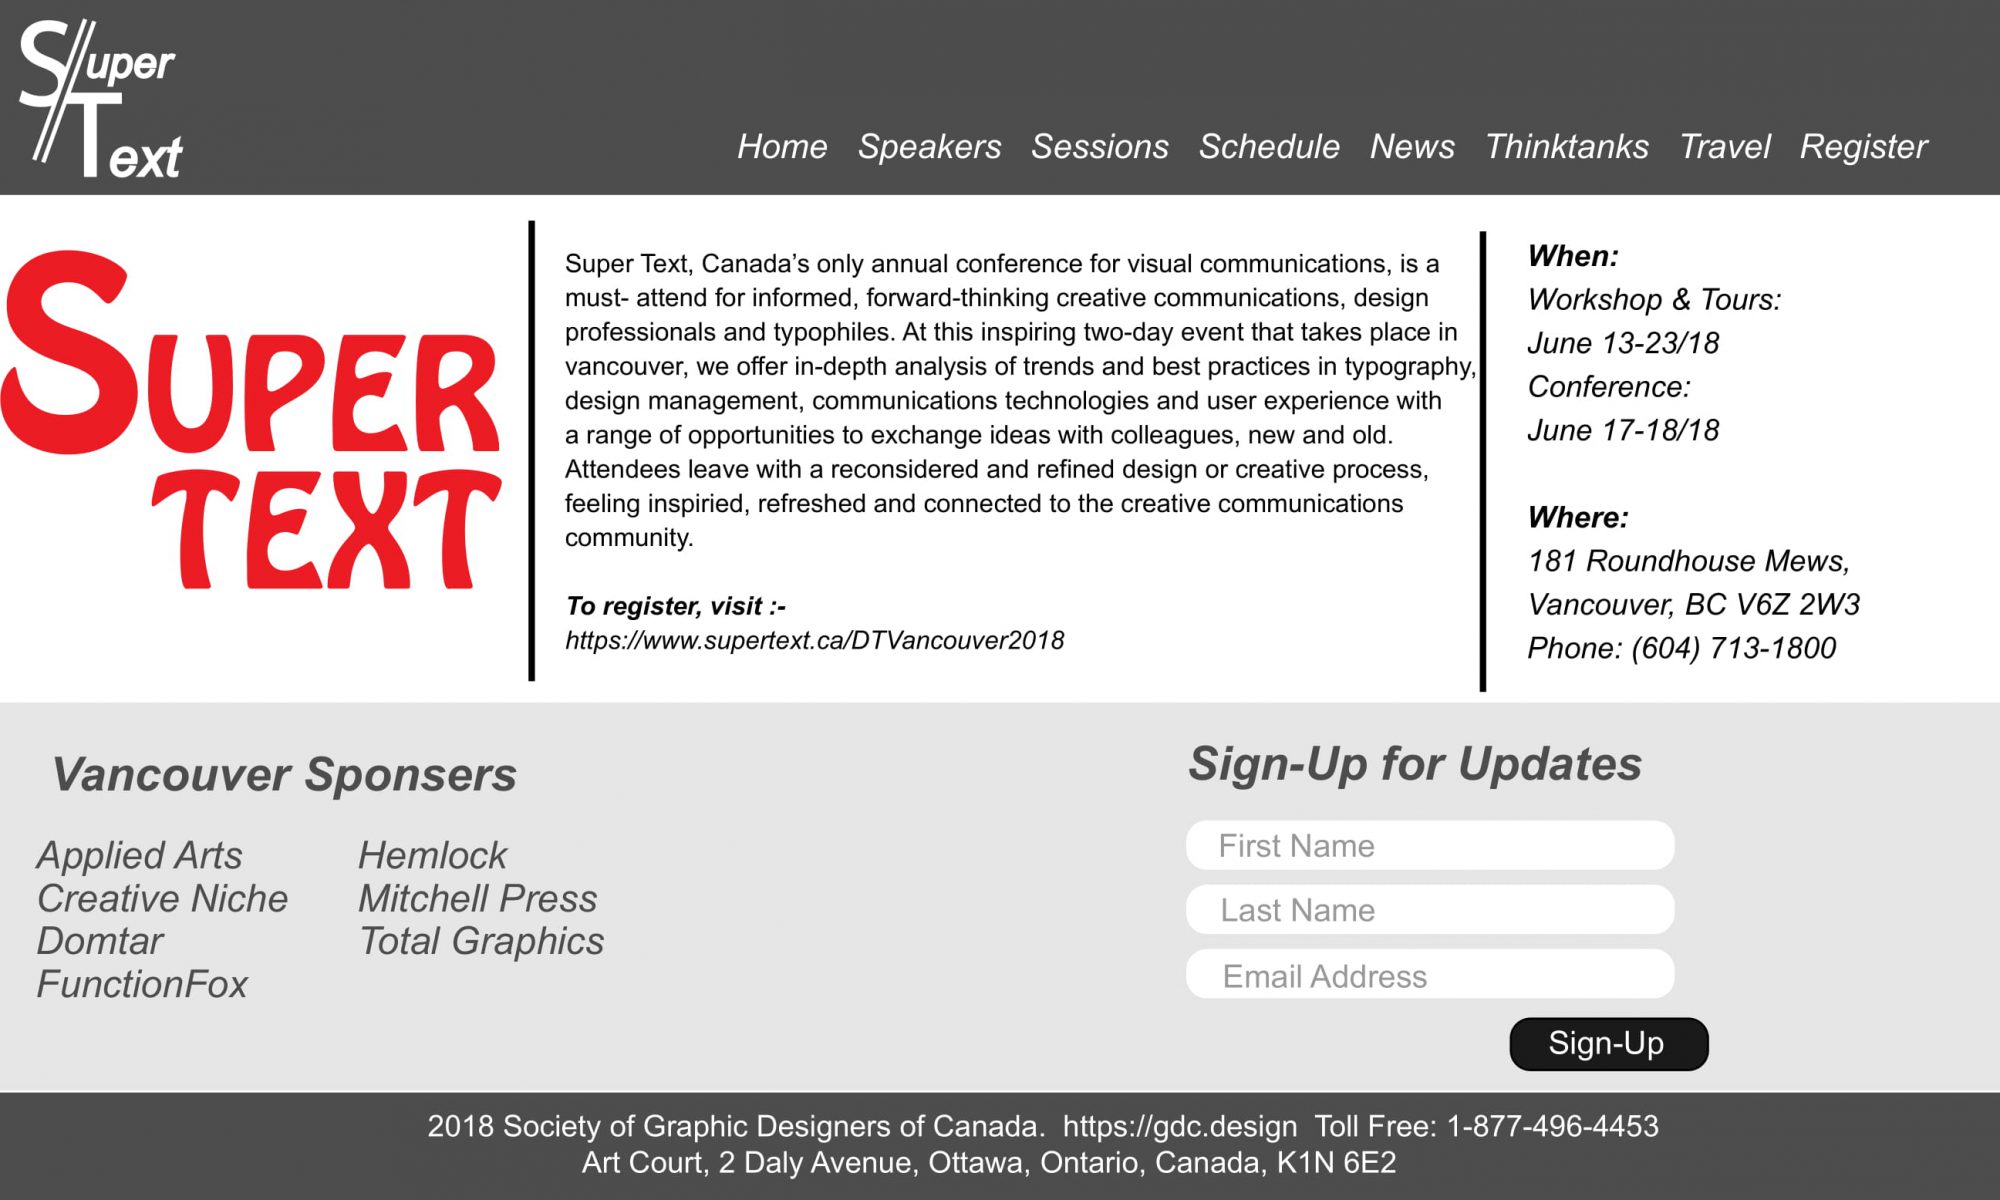 Super
Text
Home Speakers Sessions Schedule News Thinktanks Travel Register
SUPER
TEXT
Super Text, Canada’s only annual conference for visual communications, is a
must- attend for informed, forward-thinking creative communications, design
professionals and typophiles. At this inspiring two-day event that takes place in
vancouver, we offer in-depth analysis of trends and best practices in typography,
design management, communications technologies and user experience with
a range of opportunities to exchange ideas with colleagues, new and old.
Attendees leave with a reconsidered and refined design or creative process,
feeling inspiried, refreshed and connected to the creative communications
community.
To register, visit :-
https://www.supertext.ca/DTVancouver2018
When:
Workshop & Tours:
June 13-23/18
Conference:
June 17-18/18
Where:
181 Roundhouse Mews,
Vancouver, BC V6Z 2W3
Phone: (604) 713-1800
Vancouver Sponsers
Applied Arts
Creative Niche
Domtar
FunctionFox
Hemlock
Mitchell Press
Total Graphics
Sign-Up for Updates
First Name
Last Name
Email Address
Sign-Up
2018 Society of Graphic Designers of Canada. https://gdc.design Toll Free: 1-877-496-4453
Art Court, 2 Daly Avenue, Ottawa, Ontario, Canada, K1N 6E2